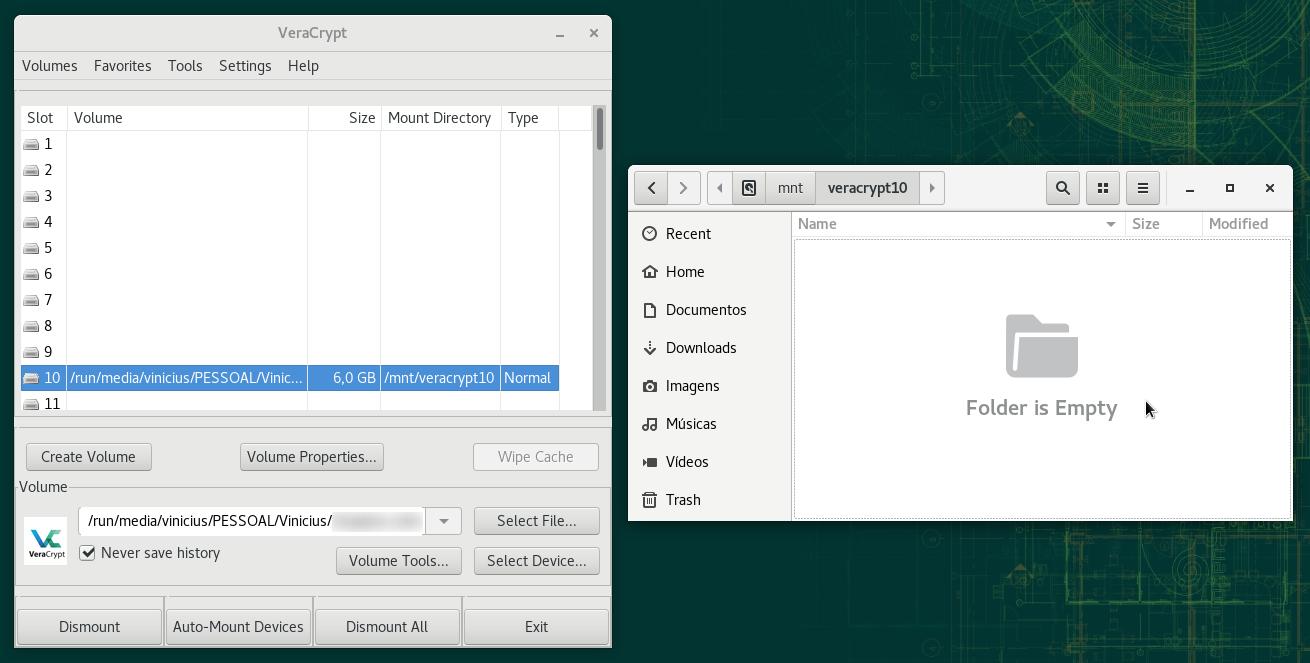 VeraCrypt
Volumes Favorites Tools Settings Help
Slot Volume Size Mount Directory Type
1
2
3
4
5
6
7
8
9
10 /run/media/vinicius/PESSOAL/Vinic... 6,0 GB /mnt/veracrypt10 Normal
11
Create Volume Volume Properties... Wipe Cache
Volume
/run/media/vinicius/PESSOAL/Vinicius/ Select File...
VeraCrypt
Never save history
Volume Tools... Select Device...
Dismount Auto-Mount Devices Dismount All Exit
mnt veracrypt10
Name Size Modified
Recent
Home
Documentos
Downloads
Imagens
Músicas
Vídeos
Trash
Folder is Empty